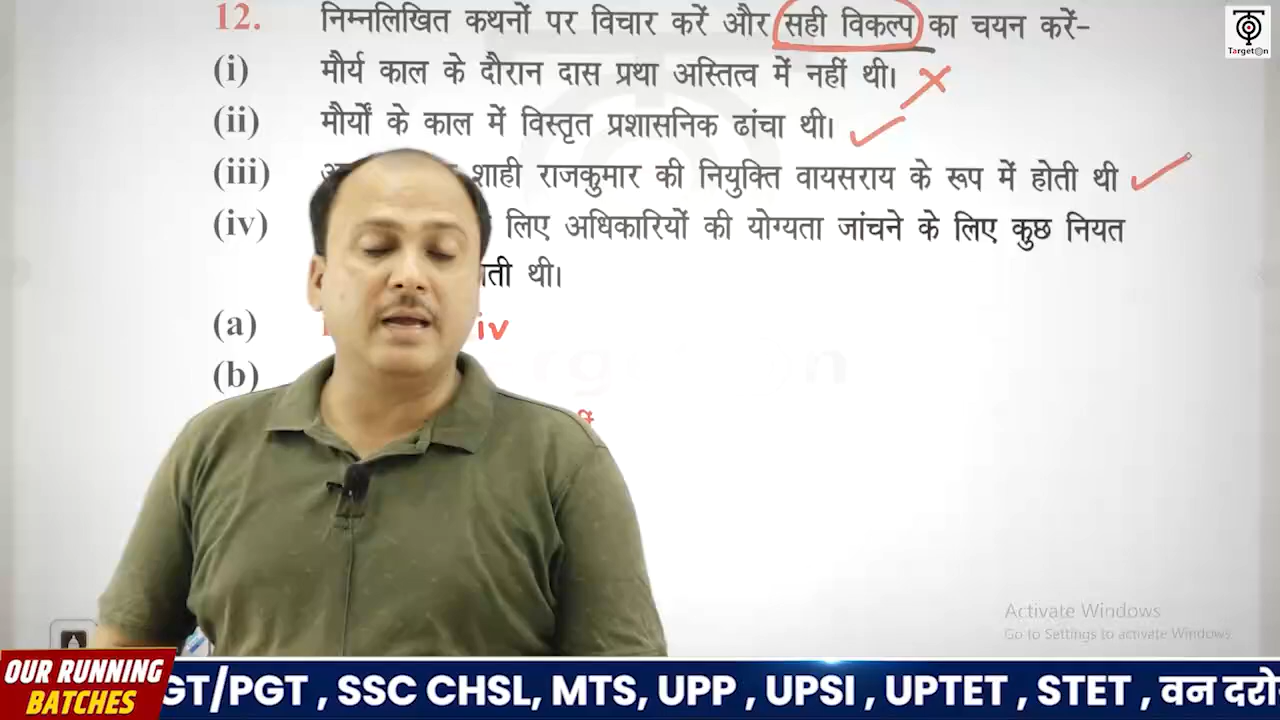 12. निम्नलिखित कथनों पर विचार करें और सही विकल्प का चयन करें-
TargetOn
(i) मौर्य काल के दौरान दास प्रथा अस्तित्व में नहीं थी।
(ii) मौर्यों के काल में विस्तृत प्रशासनिक ढांचा थी।
(iii) शाही राजकुमार की नियुक्ति वायसराय के रूप में होती थी
(iv) लिए अधिकारियों की योग्यता जांचने के लिए कुछ नियत
थी।
(a) iv
(b)
Activate Windows
Go to Settings to activate Windows.
OUR RUNNING
BATCHES
GT/PGT , SSC CHSL, MTS, UPP , UPSI , UPTET , STET , वन दरो